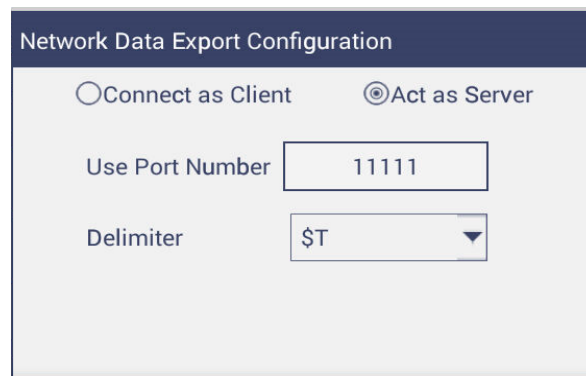 Network Data Export Configuration
Connect as Client Act as Server
Use Port Number 11111
Delimiter $T